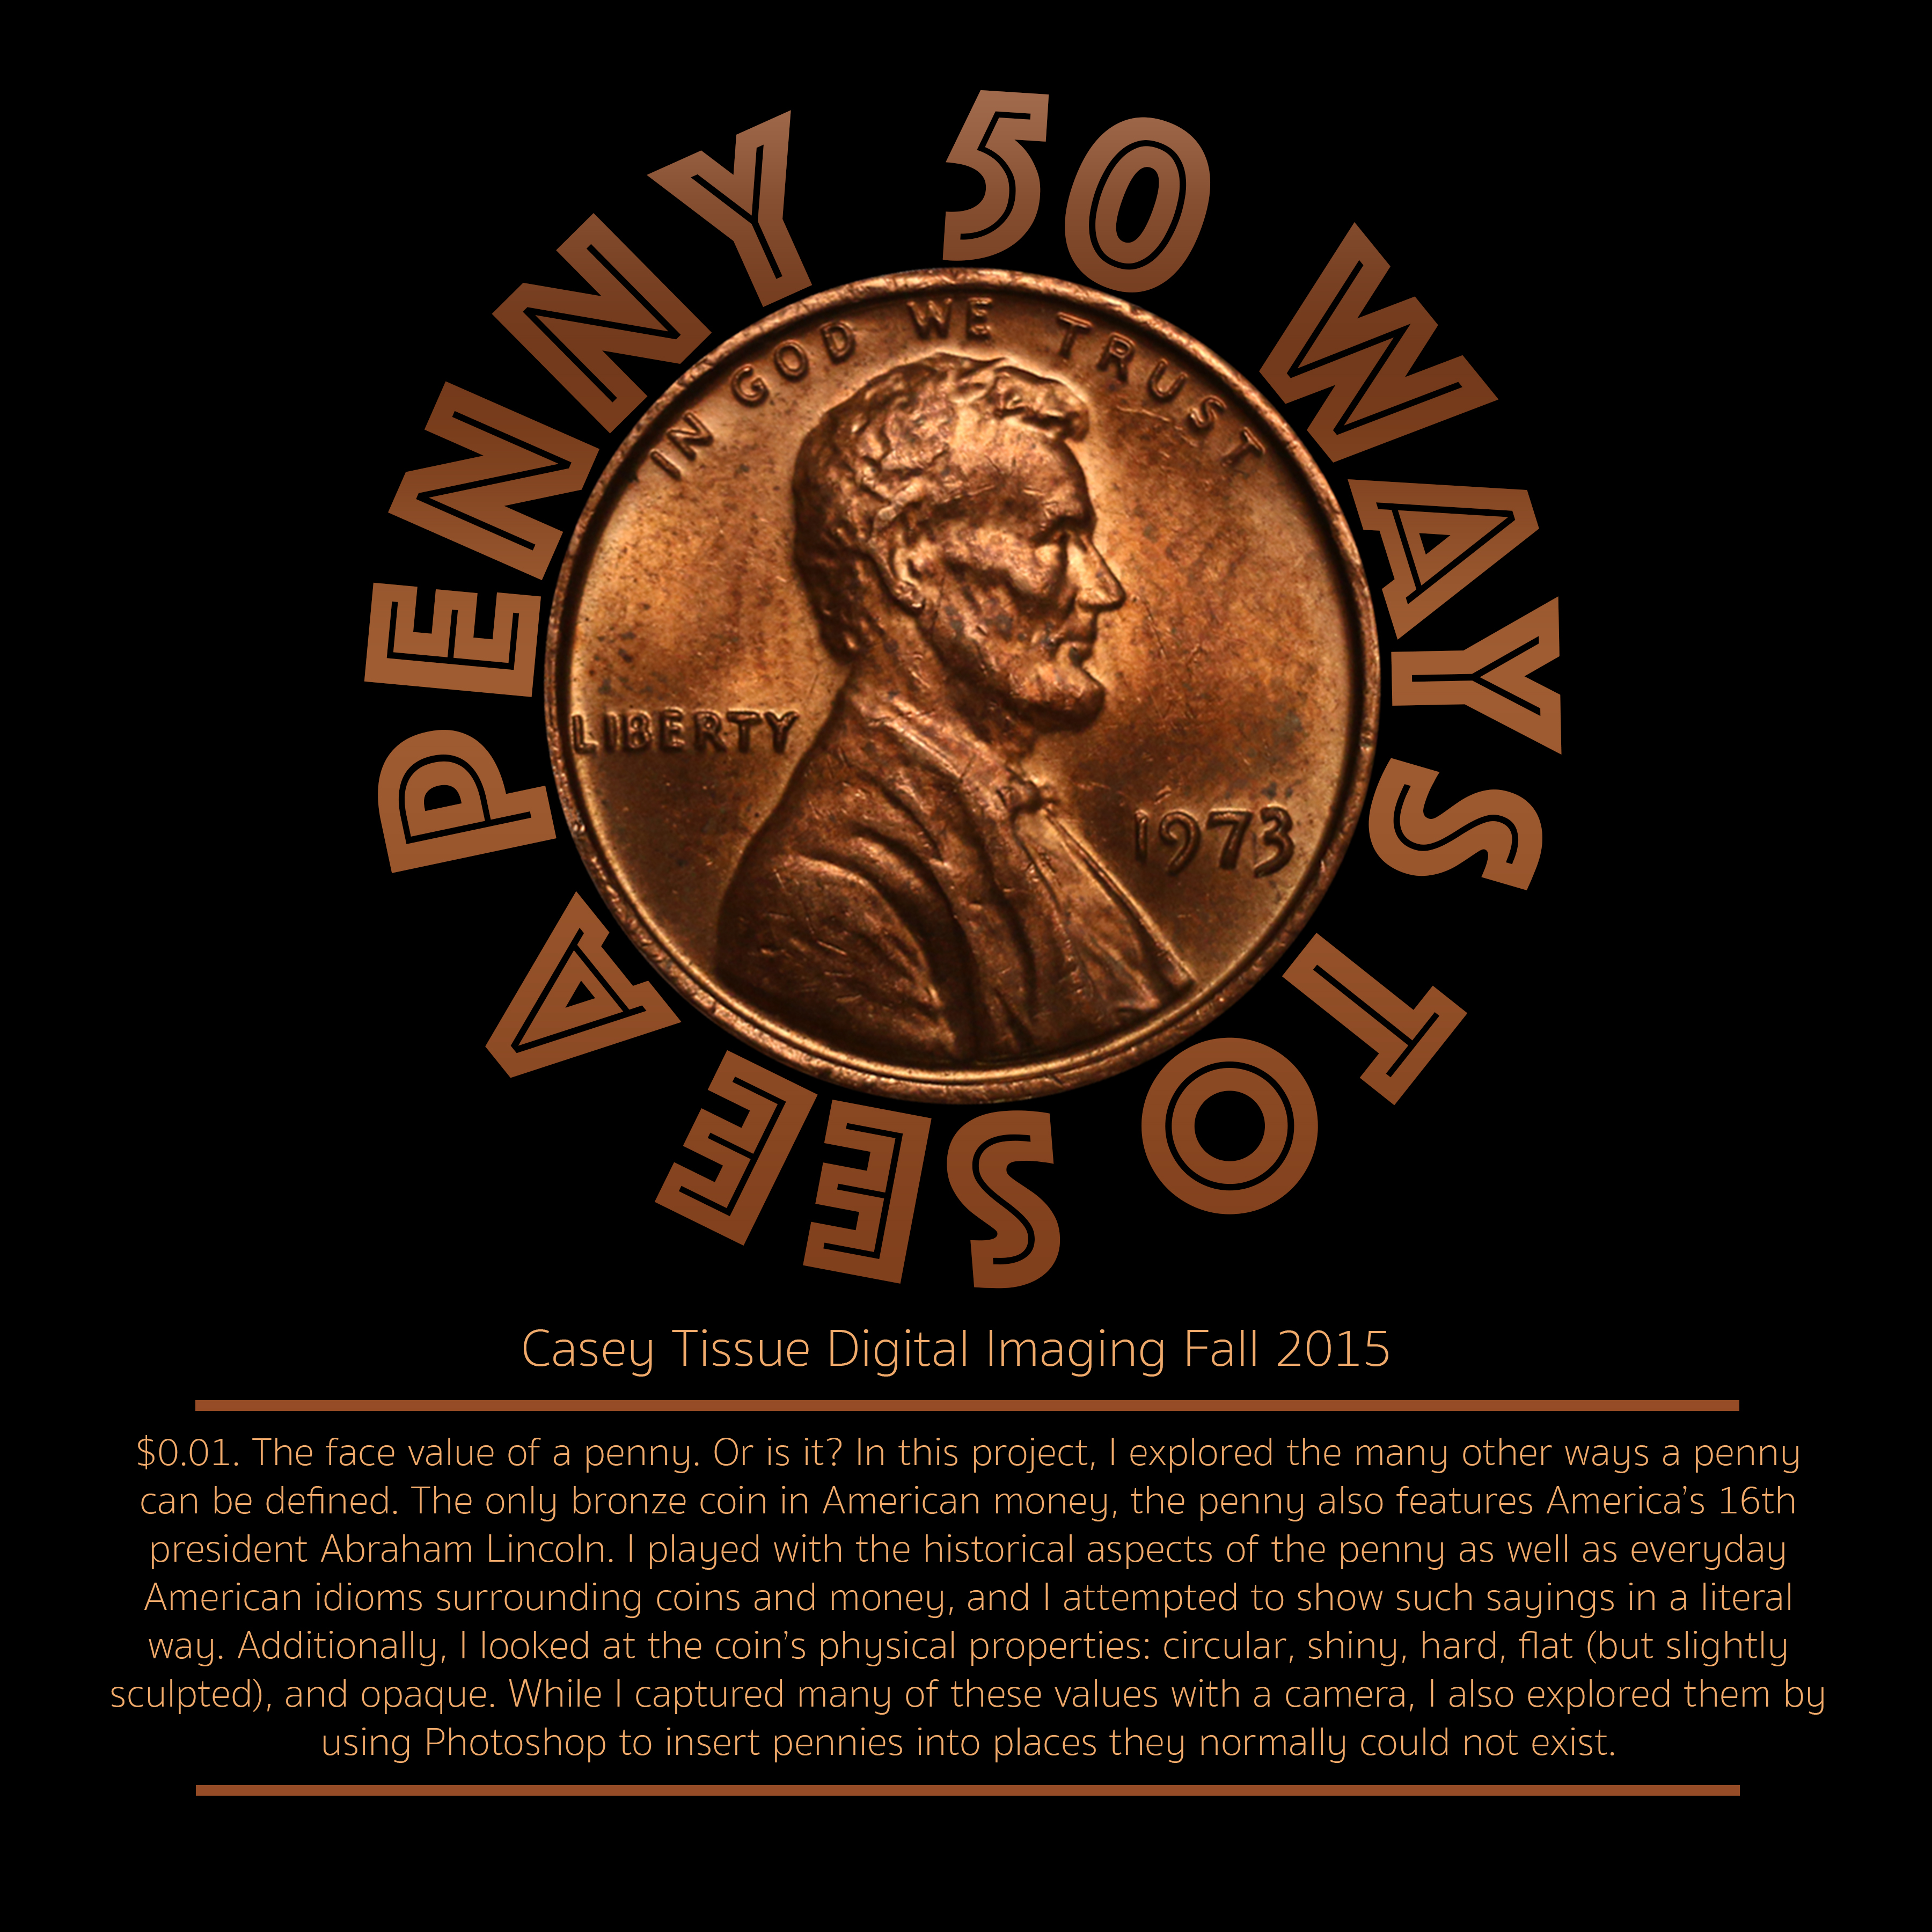 50 WAYS TO SEE A PENNY
IN GOD WE TRUST
LIBERTY
1973
Casey Tissue Digital Imaging Fall 2015
$0.01. The face value of a penny. Or is it? In this project, I explored the many other ways a penny
can be defined. The only bronze coin in American money, the penny also features America’s 16th
president Abraham Lincoln. I played with the historical aspects of the penny as well as everyday
American idioms surrounding coins and money, and I attempted to show such sayings in a literal
way. Additionally, I looked at the coin’s physical properties: circular, shiny, hard, flat (but slightly
sculpted), and opaque. While I captured many of these values with a camera, I also explored them by
using Photoshop to insert pennies into places they normally could not exist.